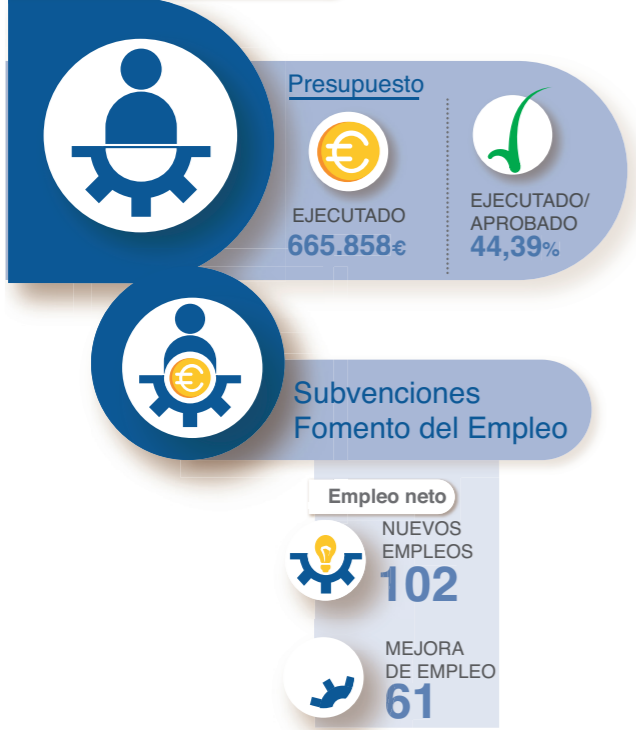 Presupuesto
EJECUTADO
665.858€
EJECUTADO/
APROBADO
44,39%
Subvenciones
Fomento del Empleo
Empleo neto
NUEVOS
EMPLEOS
102
MEJORA
DE EMPLEO
61